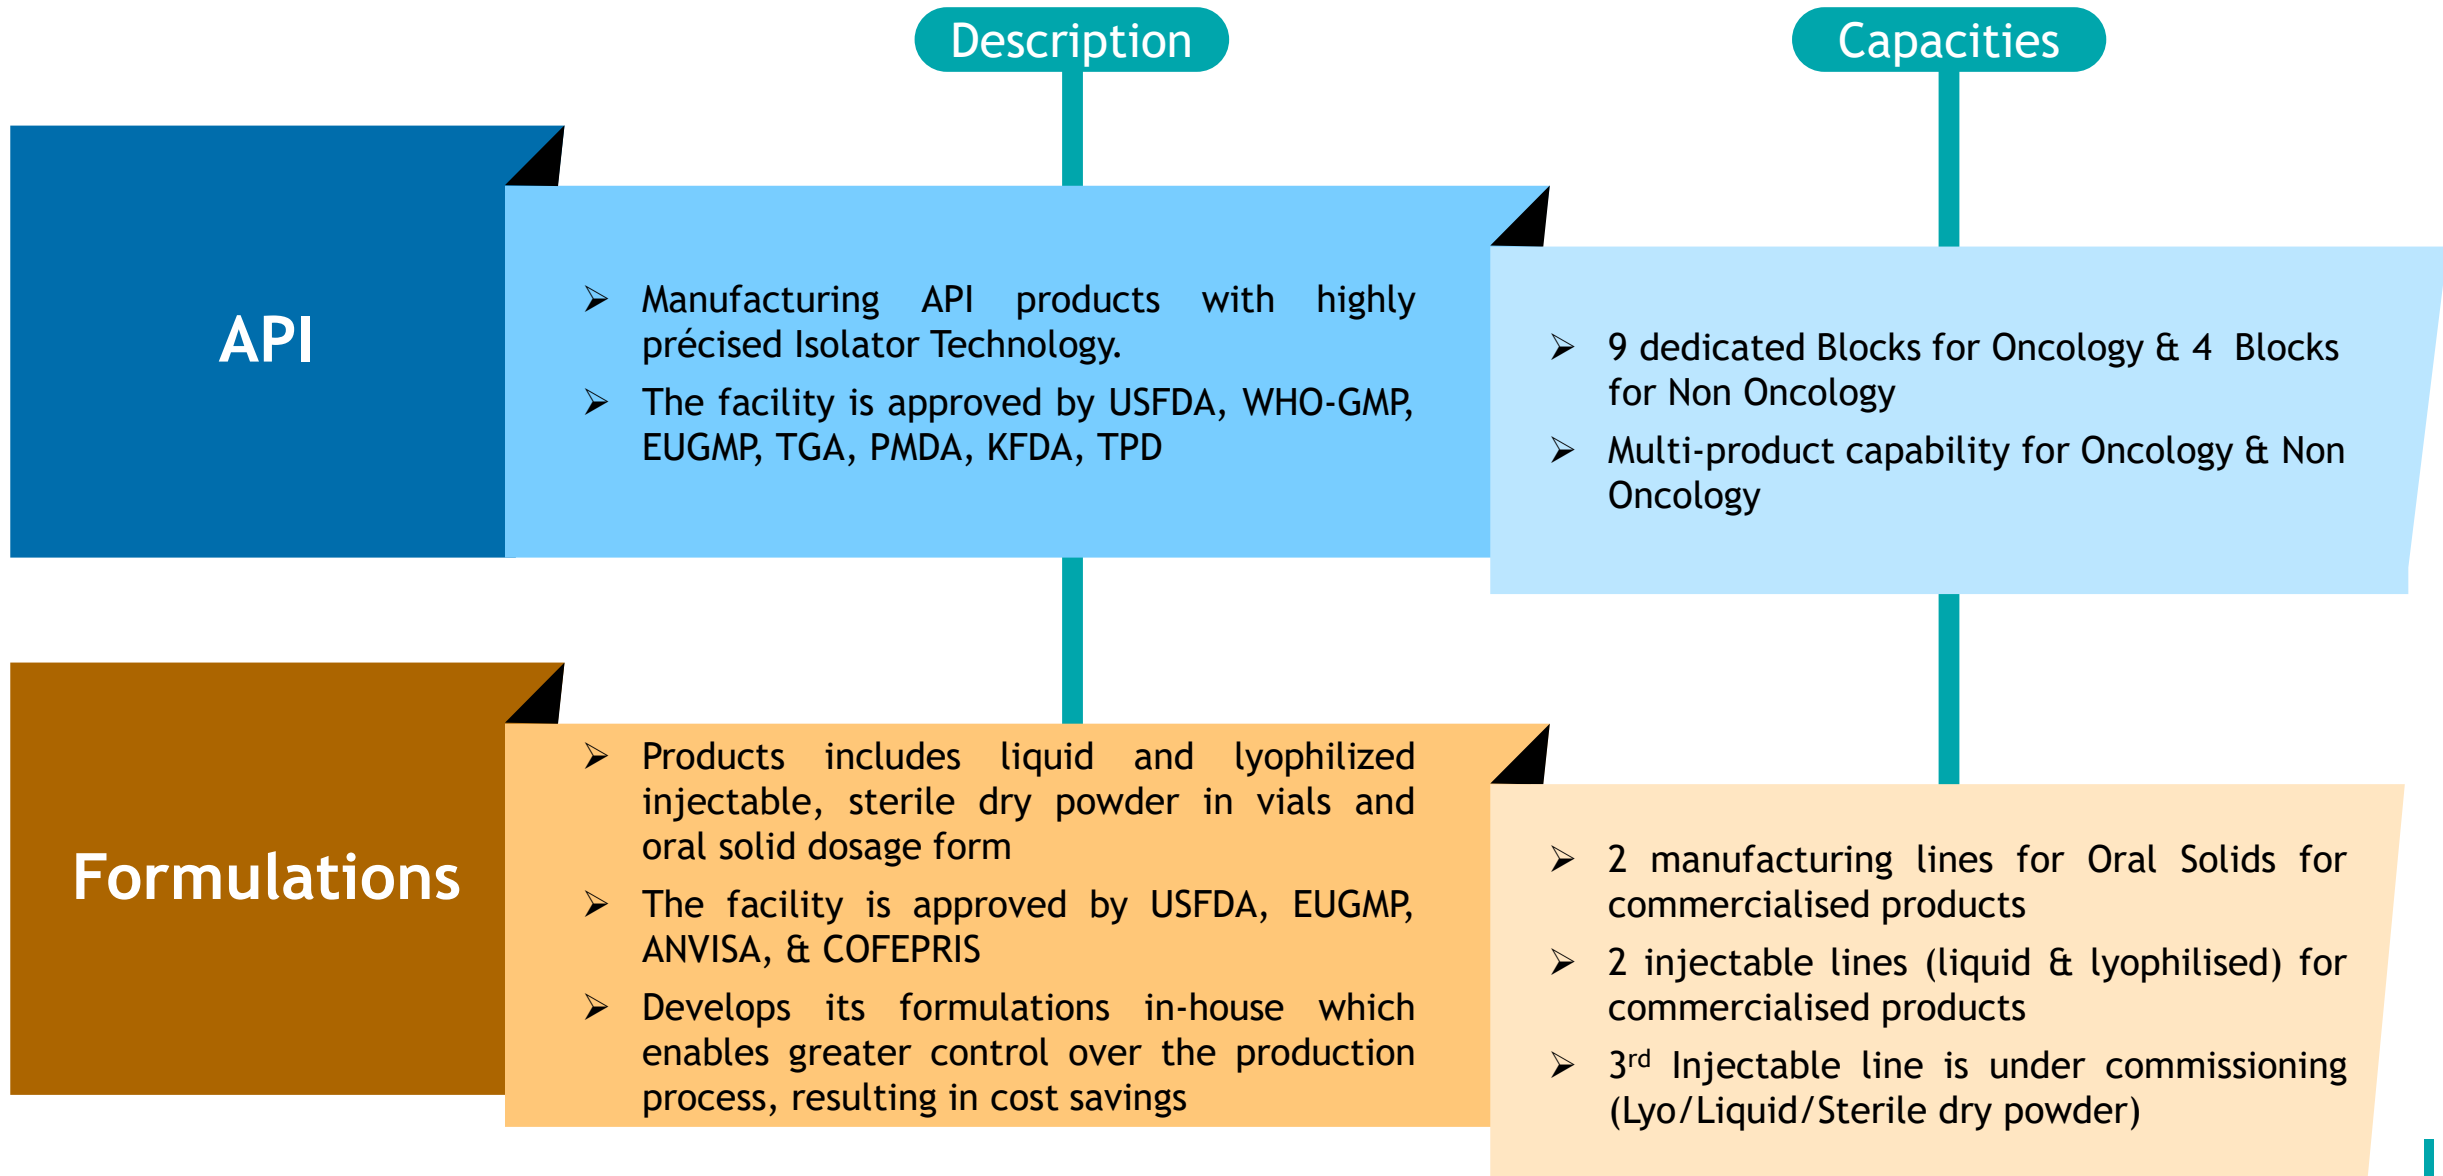 Description
Capacities
API
➢ Manufacturing API products with highly
précised Isolator Technology.
➢ The facility is approved by USFDA, WHO-GMP,
EUGMP, TGA, PMDA, KFDA, TPD
➢ 9 dedicated Blocks for Oncology & 4 Blocks
for Non Oncology
➢ Multi-product capability for Oncology & Non
Oncology
Formulations
➢ Products includes liquid and lyophilized
injectable, sterile dry powder in vials and
oral solid dosage form
➢ The facility is approved by USFDA, EUGMP,
ANVISA, & COFEPRIS
➢ Develops its formulations in-house which
enables greater control over the production
process, resulting in cost savings
➢ 2 manufacturing lines for Oral Solids for
commercialised products
➢ 2 injectable lines (liquid & lyophilised) for
commercialised products
➢ 3rd Injectable line is under commissioning
(Lyo/Liquid/Sterile dry powder)